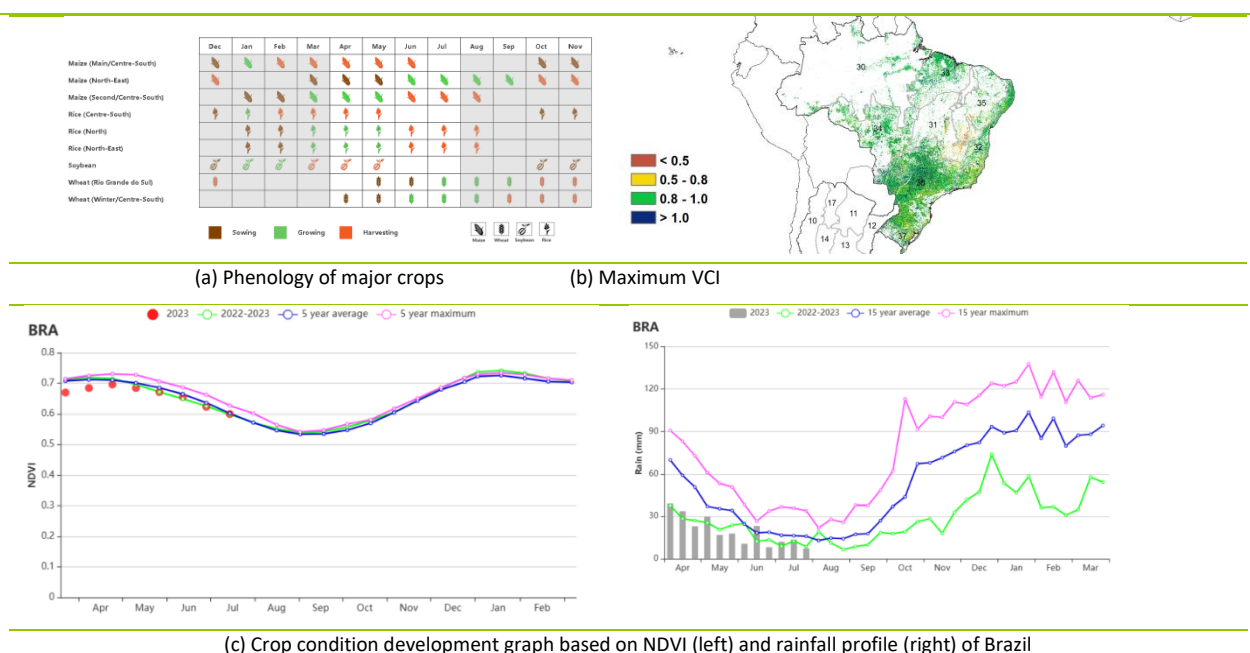 Dec Jan Feb Mar Apr May Jun Jul Aug Sep Oct Nov
Maize (Main/Centre-South)
Maize (North-East)
Maize (Second/Centre-South)
Rice (Centre-South)
Rice (North)
Rice (North-East)
Soybean
Wheat (Rio Grande do Sul)
Wheat (Winter/Centre-South)
Sowing Growing Harvesting
Maize Wheat Soybean Rice
30
33
35
34
31
32
36
37
17
11
10
12
14
13
< 0.5
0.5 - 0.8
0.8 - 1.0
> 1.0
(a) Phenology of major crops (b) Maximum VCI
2023 2022-2023 5 year average 5 year maximum
BRA
NDVI
0.8
0.7
0.6
0.5
0.4
0.3
0.2
0.1
0
Apr May Jun Jul Aug Sep Oct Nov Dec Jan Feb
2023 2022-2023 15 year average 15 year maximum
BRA
Rain (mm)
150
120
90
60
30
0
Apr May Jun Jul Aug Sep Oct Nov Dec Jan Feb Mar
(c) Crop condition development graph based on NDVI (left) and rainfall profile (right) of Brazil